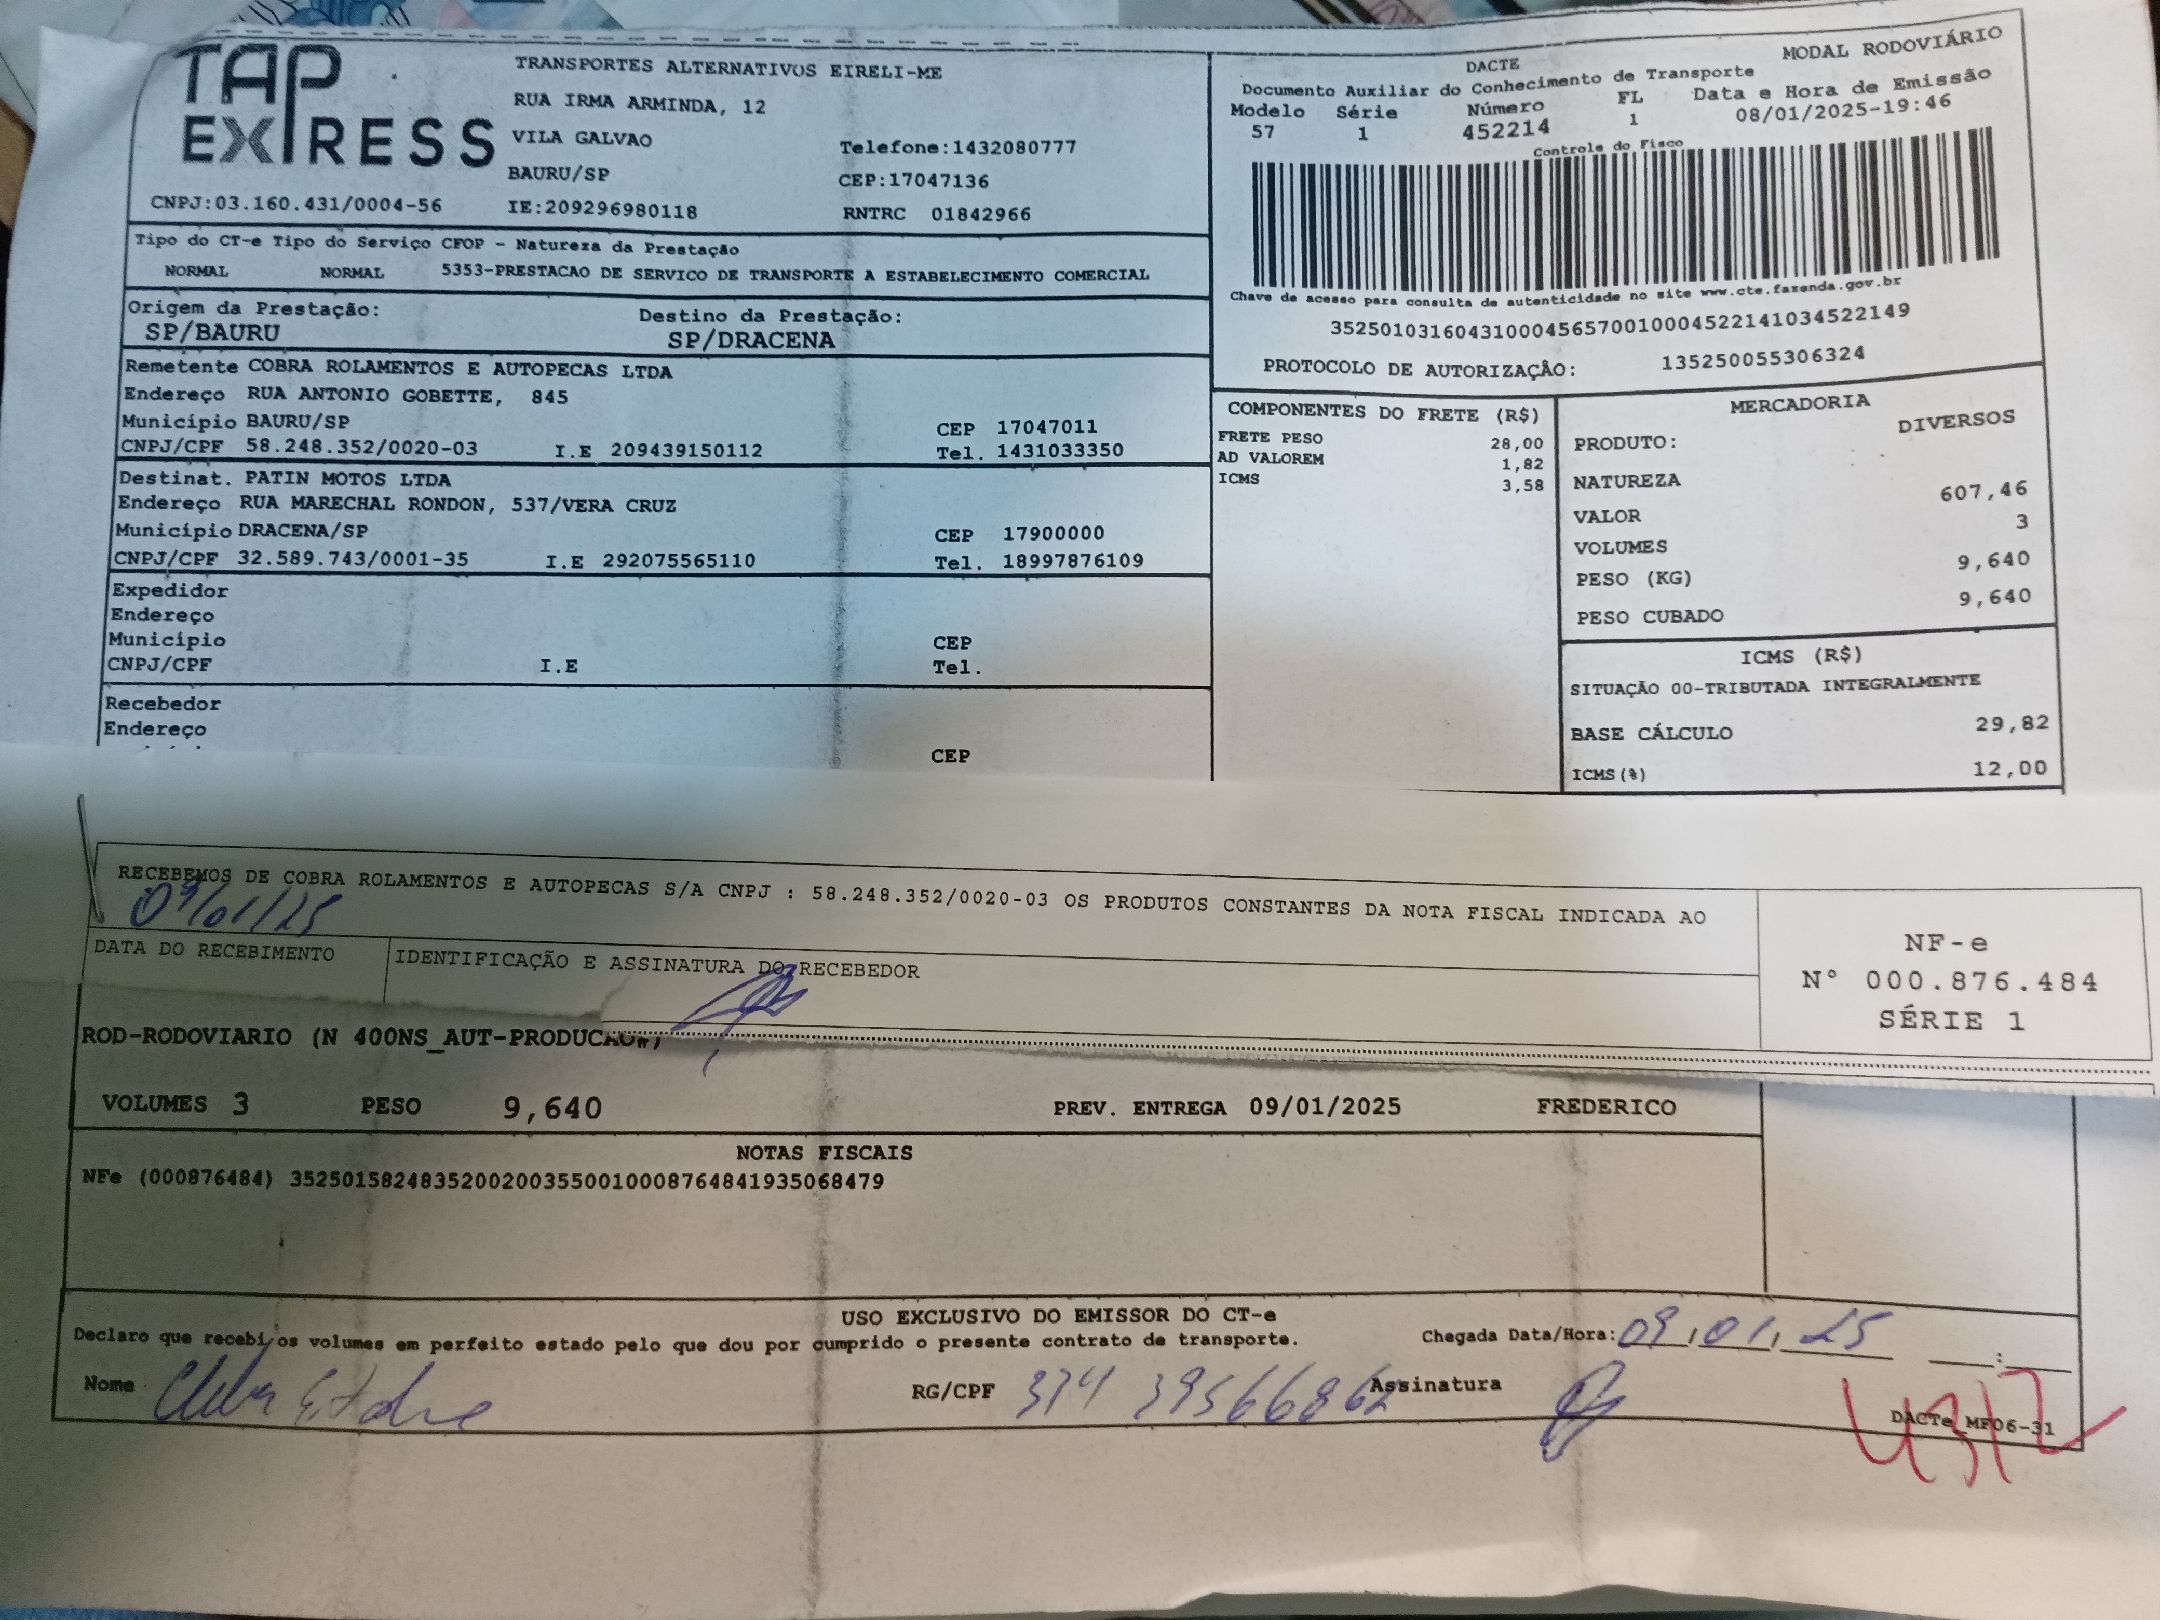 TAP EXPRESS
TRANSPORTES ALTERNATIVOS EIRELI-ME
RUA IRMA ARMINDA, 12
VILA GALVAO
Telefone:1432080777
BAURU/SP
CEP:17047136
CNPJ:03.160.431/0004-56 IE:209296980118 RNTRC 01842966
DACTE MODAL RODOVIÁRIO
Documento Auxiliar do Conhecimento de Transporte
Modelo Série Número FL Data e Hora de Emissão
57 1 452214 1 08/01/2025-19:46
Controle do Fisco
Chave de acesso para consulta de autenticidade no site www.cte.fazenda.gov.br
35250103160431000456570010004522141034522149
PROTOCOLO DE AUTORIZAÇÃO: 135250055306324
Tipo do CT-e Tipo do Serviço CFOP - Natureza da Prestação
NORMAL NORMAL 5353-PRESTACAO DE SERVICO DE TRANSPORTE A ESTABELECIMENTO COMERCIAL
Origem da Prestação: Destino da Prestação:
SP/BAURU SP/DRACENA
Remetente COBRA ROLAMENTOS E AUTOPECAS LTDA
Endereço RUA ANTONIO GOBETTE, 845
Município BAURU/SP CEP 17047011
CNPJ/CPF 58.248.352/0020-03 I.E 209439150112 Tel. 1431033350
Destinat. PATIN MOTOS LTDA
Endereço RUA MARECHAL RONDON, 537/VERA CRUZ
Município DRACENA/SP CEP 17900000
CNPJ/CPF 32.589.743/0001-35 I.E 292075565110 Tel. 18997876109
Expedidor
Endereço
Município CEP
CNPJ/CPF I.E Tel.
Recebedor
Endereço
CEP
COMPONENTES DO FRETE (R$)
FRETE PESO 28,00
AD VALOREM 1,82
ICMS 3,58
MERCADORIA
PRODUTO: DIVERSOS
NATUREZA
VALOR 607,46
VOLUMES 3
PESO (KG) 9,640
PESO CUBADO 9,640
ICMS (R$)
SITUAÇÃO 00-TRIBUTADA INTEGRALMENTE
BASE CÁLCULO 29,82
ICMS(%) 12,00
RECEBEMOS DE COBRA ROLAMENTOS E AUTOPECAS S/A CNPJ : 58.248.352/0020-03 OS PRODUTOS CONSTANTES DA NOTA FISCAL INDICADA AO
09/01/25
DATA DO RECEBIMENTO IDENTIFICAÇÃO E ASSINATURA DO RECEBEDOR
NF-e
N° 000.876.484
SÉRIE 1
ROD-RODOVIARIO (N 400NS_AUT-PRODUCAO#)
VOLUMES 3 PESO 9,640 PREV. ENTREGA 09/01/2025 FREDERICO
NOTAS FISCAIS
NFe (000876484) 35250158248352002003550010008764841935068479
USO EXCLUSIVO DO EMISSOR DO CT-e
Declaro que recebi os volumes em perfeito estado pelo que dou por cumprido o presente contrato de transporte. Chegada Data/Hora: 09/01/25 :
Nome RG/CPF 374 39566862 Assinatura
DACTe_MF06-31
4312